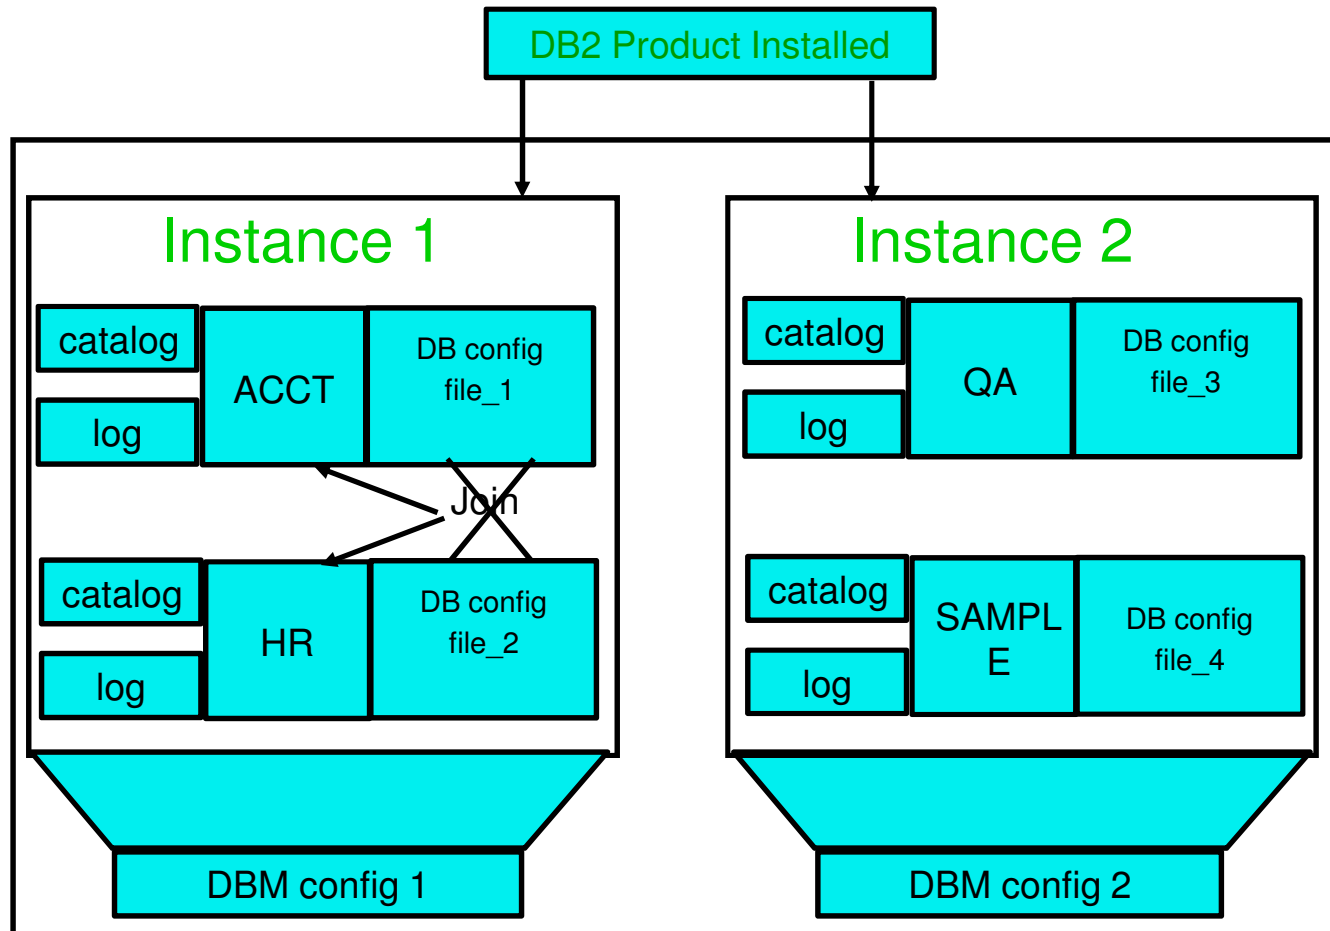 DB2 Product Installed
Instance 1
catalog
log
ACCT
DB config
file_1
Join
catalog
log
HR
DB config
file_2
DBM config 1
Instance 2
catalog
log
QA
DB config
file_3
catalog
log
SAMPL
E
DB config
file_4
DBM config 2